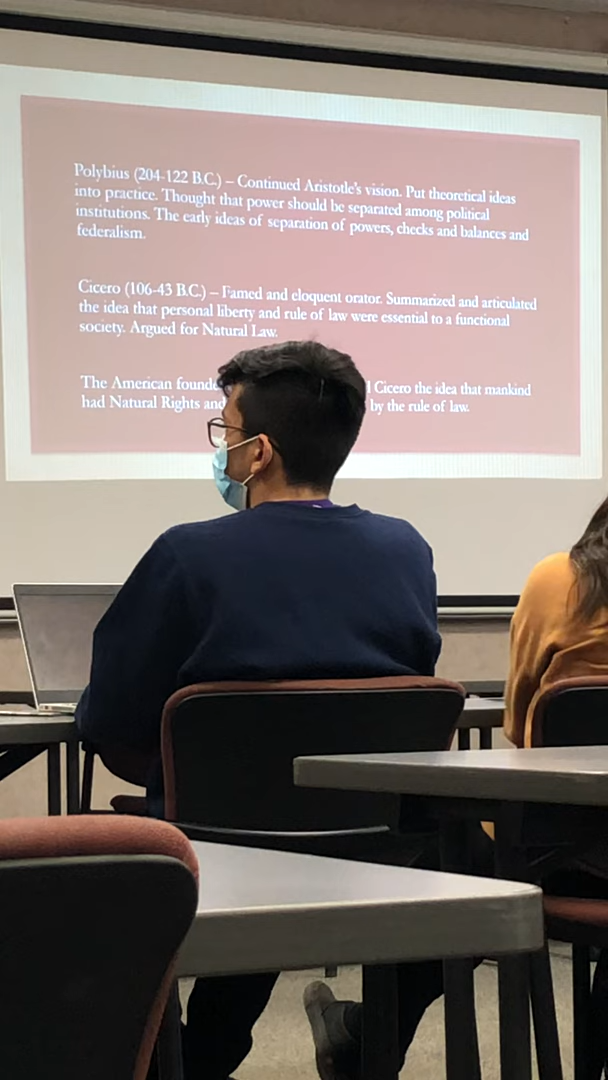 Polybius (204-122 B.C.) – Continued Aristotle's vision. Put theoretical ideas
into practice. Thought that power should be separated among political
institutions. The early ideas of separation of powers, checks and balances and
federalism.
Cicero (106-43 B.C.) – Famed and eloquent orator. Summarized and articulated
the idea that personal liberty and rule of law were essential to a functional
society. Argued for Natural Law.
The American Cicero the idea that mankind
had Natural Rights and by the rule of law.